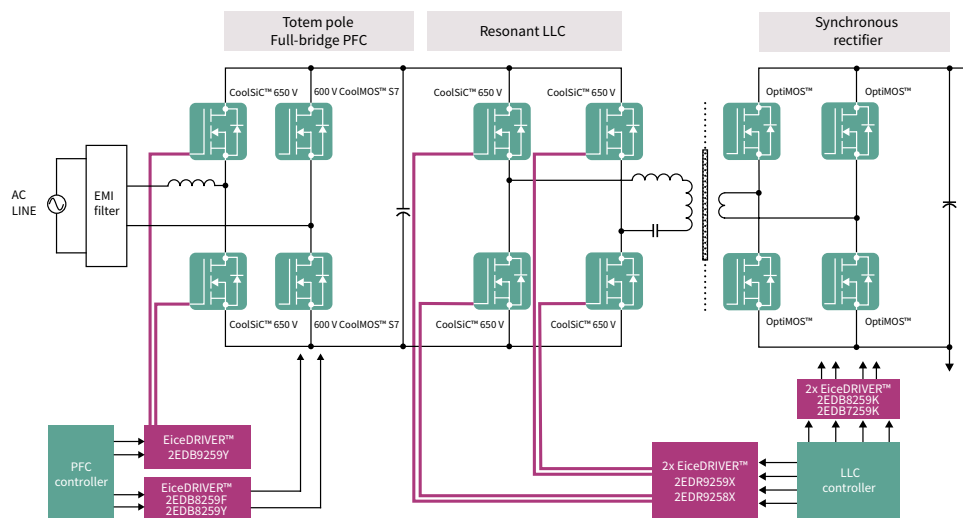 Totem pole
Full-bridge PFC
Resonant LLC
Synchronous
rectifier
CoolSiC™ 650 V
600 V CoolMOS™ S7
CoolSiC™ 650 V
CoolSiC™ 650 V
OptiMOS™
OptiMOS™
AC
LINE
EMI
filter
CoolSiC™ 650 V
600 V CoolMOS™ S7
CoolSiC™ 650 V
CoolSiC™ 650 V
OptiMOS™
OptiMOS™
2x EiceDRIVER™
2EDB8259K
2EDB7259K
PFC
controller
EiceDRIVER™
2EDB9259Y
EiceDRIVER™
2EDB8259F
2EDB8259Y
2x EiceDRIVER™
2EDR9259X
2EDR9258X
LLC
controller